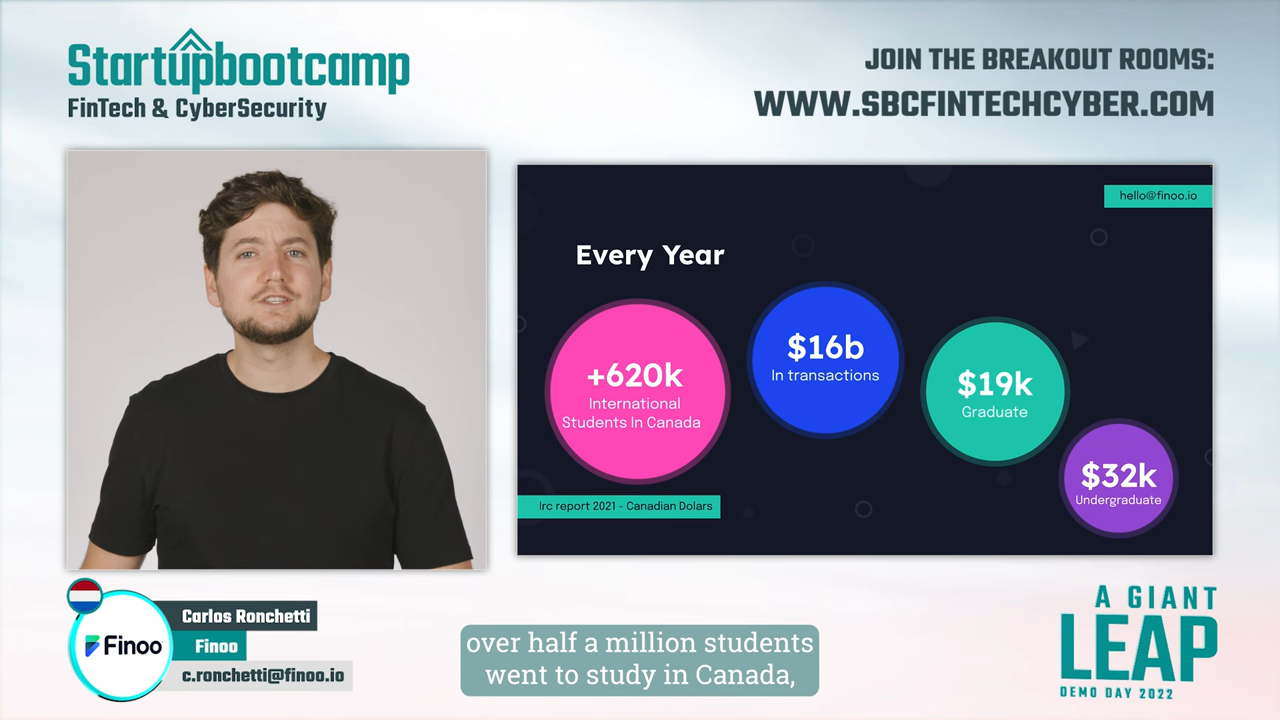 Startupbootcamp
FinTech & CyberSecurity
JOIN THE BREAKOUT ROOMS:
WWW.SBCFINTECHCYBER.COM
hello@finoo.io
Every Year
+620k
International
Students In Canada
$16b
In transactions
$19k
Graduate
$32k
Undergraduate
Irc report 2021 - Canadian Dolars
Finoo
Carlos Ronchetti
Finoo
c.ronchetti@finoo.io
over half a million students
went to study in Canada,
A GIANT
LEAP
DEMO DAY 2022